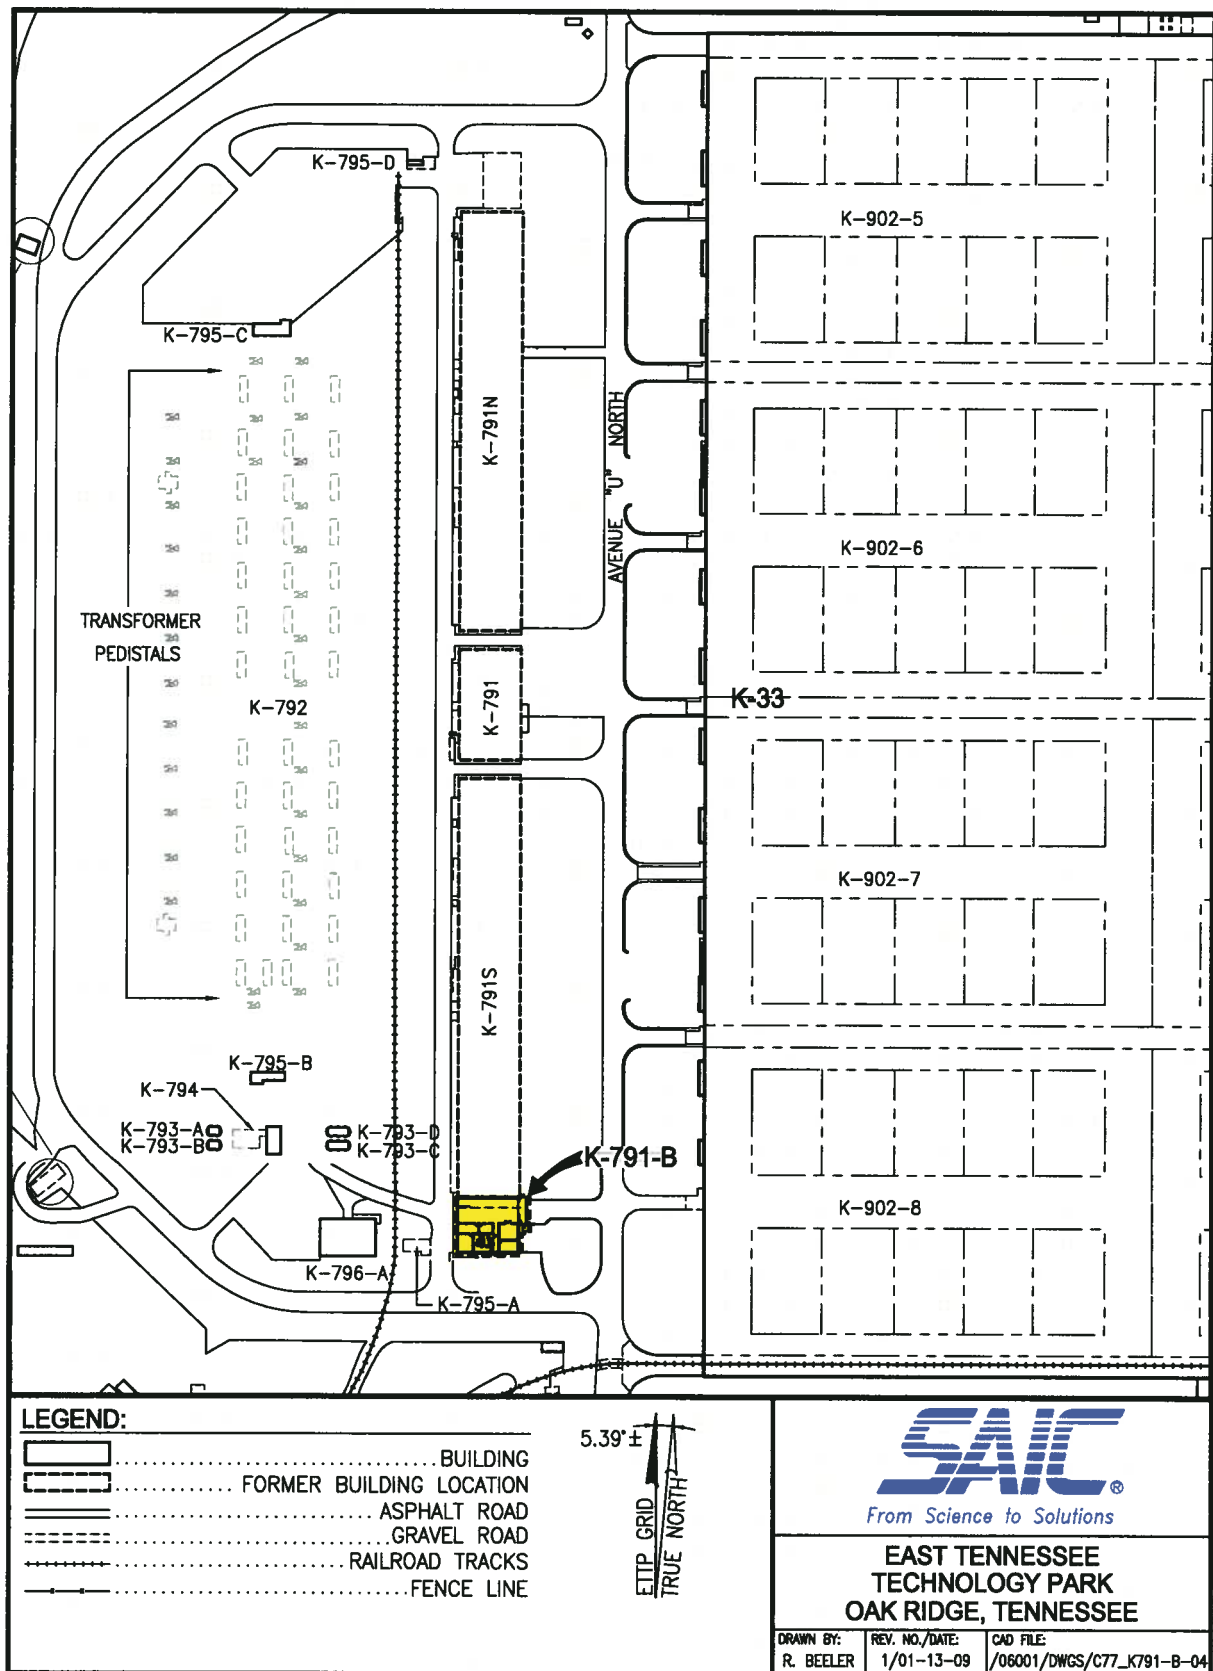 K-795-D
K-902-5
K-795-C
K-791N
AVENUE "U" NORTH
K-902-6
TRANSFORMER
PEDISTALS
K-792
K-791
K-33
K-902-7
K-791S
K-795-B
K-794
K-793-A
K-793-B
K-793-D
K-793-C
K-791-B
K-902-8
K-796-A
K-795-A
LEGEND:
BUILDING
FORMER BUILDING LOCATION
ASPHALT ROAD
GRAVEL ROAD
RAILROAD TRACKS
FENCE LINE
5.39°±
ETTP GRID
TRUE NORTH
SAIC®
From Science to Solutions
EAST TENNESSEE
TECHNOLOGY PARK
OAK RIDGE, TENNESSEE
DRAWN BY:
R. BEELER
REV. NO./DATE:
1/01-13-09
CAD FILE:
/06001/DWGS/C77_K791-B-04